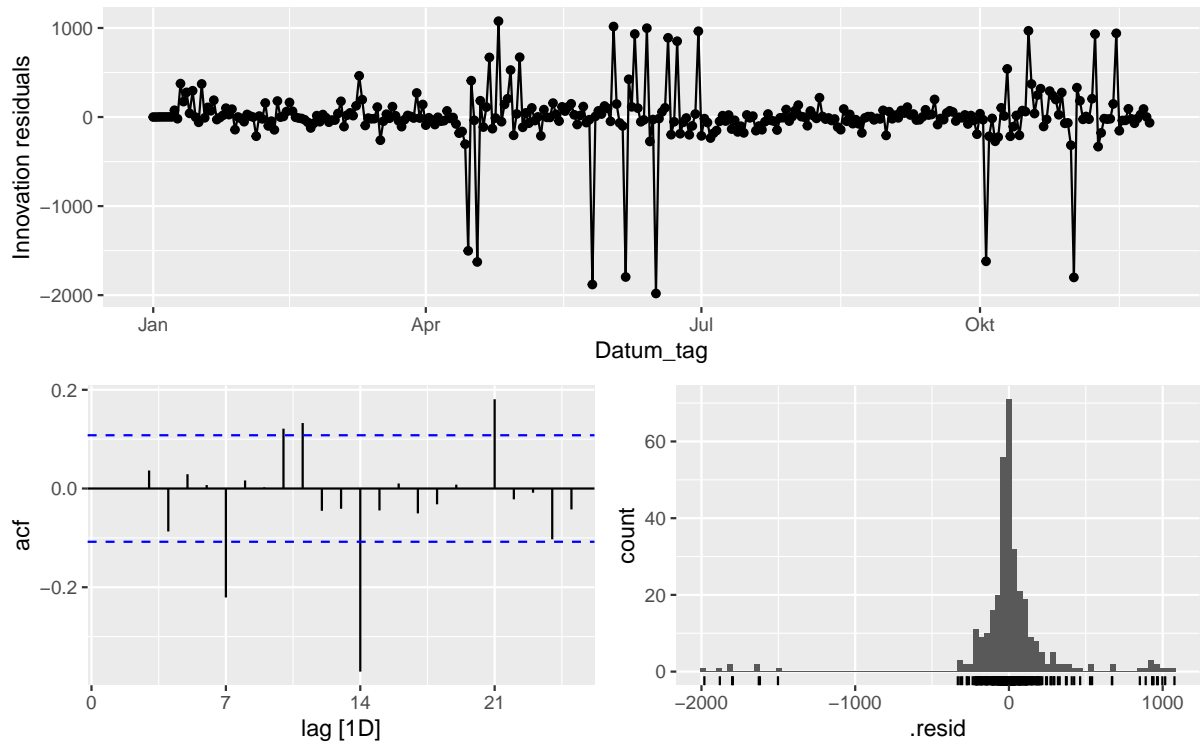 Innovation residuals
1000
0
−1000
−2000
Jan Apr Jul Okt
Datum_tag
acf
0.2
0.0
−0.2
0 7 14 21
lag [1D]
count
60
40
20
0
−2000 −1000 0 1000
.resid